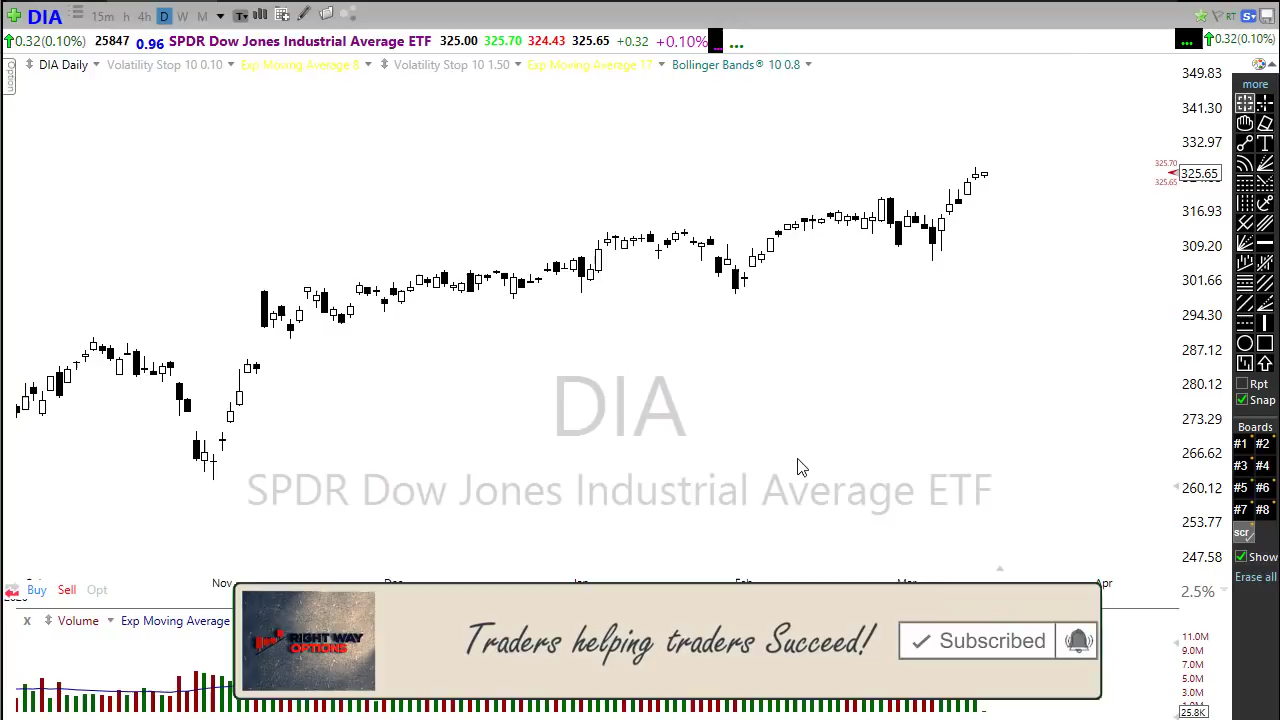 DIA 15m h 4h D W M T RT S
0.32(0.10%) 25847 0.96 SPDR Dow Jones Industrial Average ETF 325.00 325.70 324.43 325.65 +0.32 +0.10% ... ... 0.32(0.10%)
Option
DIA Daily Volatility Stop 10 0.10 Exp Moving Average 8 Volatility Stop 10 1.50 Exp Moving Average 17 Bollinger Bands® 10 0.8
349.83
341.30
332.97
325.70
325.65
325.65
316.93
309.20
301.66
294.30
287.12
280.12
273.29
266.62
260.12
253.77
247.58
more
Rpt
Snap
Boards
#1 #2
#3 #4
#5 #6
#7 #8
scr
Show
Erase all
DIA
SPDR Dow Jones Industrial Average ETF
Nov Apr
Buy Sell Opt
2.5%
X Volume Exp Moving Average
RIGHT WAY
OPTIONS
Traders helping traders Succeed!
Subscribed
11.0M
9.0M
7.0M
5.0M
3.0M
25.8K